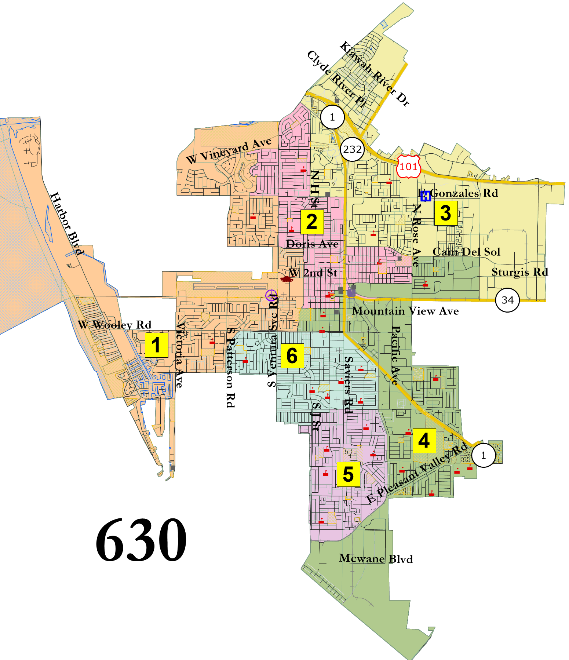 Kiawah River Dr
Clyde River Pl
1
232
101
W Vineyard Ave
N H St
Gonzales Rd
H
3
2
N Rose Ave
Harbor Blvd
Doris Ave
Cam Del Sol
W 2nd St
Sturgis Rd
34
Mountain View Ave
W Wooley Rd
1
Victoria Ave
S Patterson Rd
S Ventura Rd
6
Saviers Rd
Pacific Ave
S J St
4
1
5
E Pleasant Valley Rd
630
Mcwane Blvd